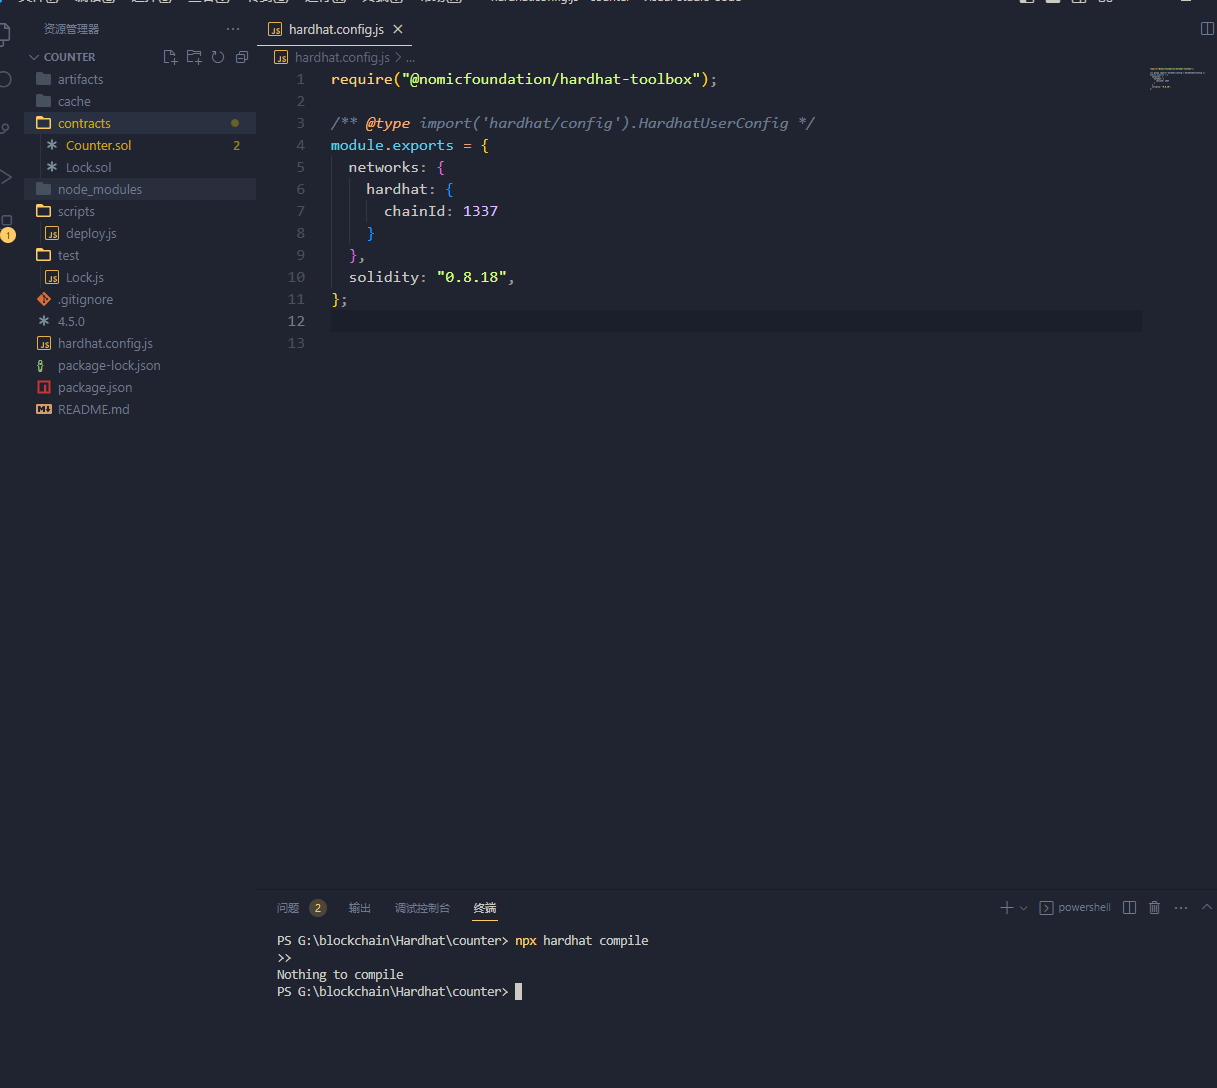 资源管理器
hardhat.config.js
COUNTER
hardhat.config.js > ...
artifacts
cache
contracts
Counter.sol 2
Lock.sol
node_modules
scripts
deploy.js
test
Lock.js
.gitignore
4.5.0
hardhat.config.js
package-lock.json
package.json
README.md
1
1 require("@nomicfoundation/hardhat-toolbox");
2
3 /** @type import('hardhat/config').HardhatUserConfig */
4 module.exports = {
5 networks: {
6 hardhat: {
7 chainId: 1337
8 }
9 },
10 solidity: "0.8.18",
11 };
12
13
问题 2 输出 调试控制台 终端
powershell
PS G:\blockchain\Hardhat\counter> npx hardhat compile
>>
Nothing to compile
PS G:\blockchain\Hardhat\counter>